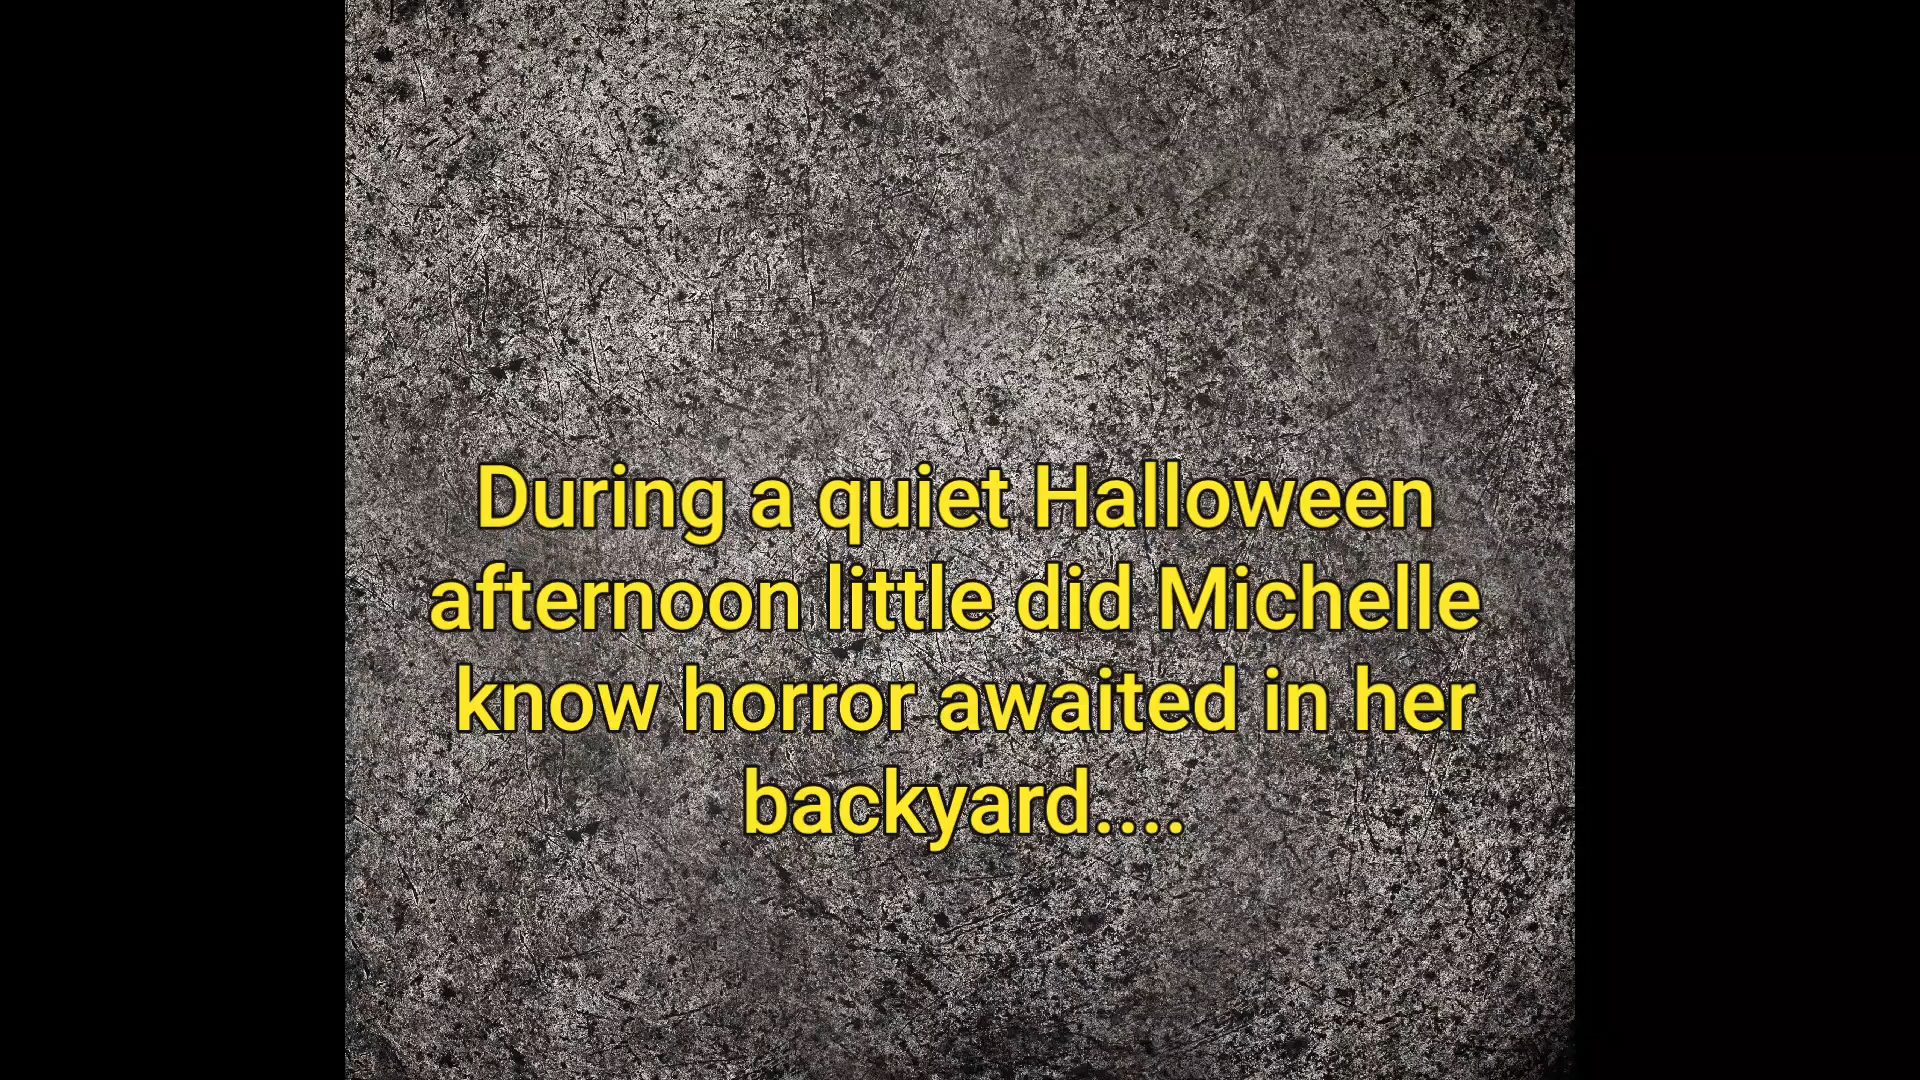 During a quiet Halloween
afternoon little did Michelle
know horror awaited in her
backyard....